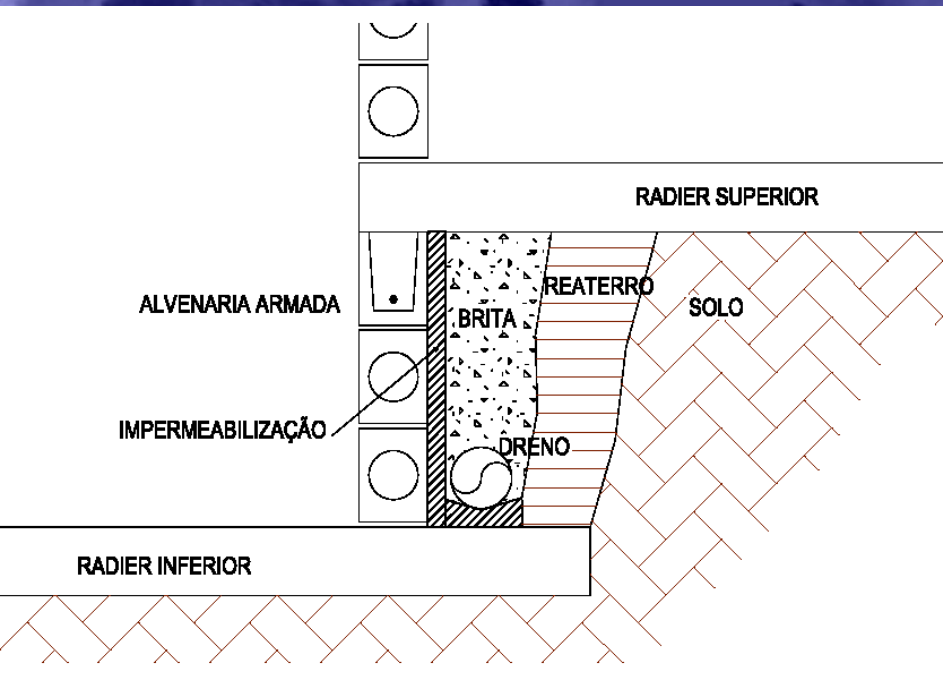 RADIER SUPERIOR
REATERRO
ALVENARIA ARMADA
SOLO
BRITA
IMPERMEABILIZAÇÃO
DRENO
RADIER INFERIOR